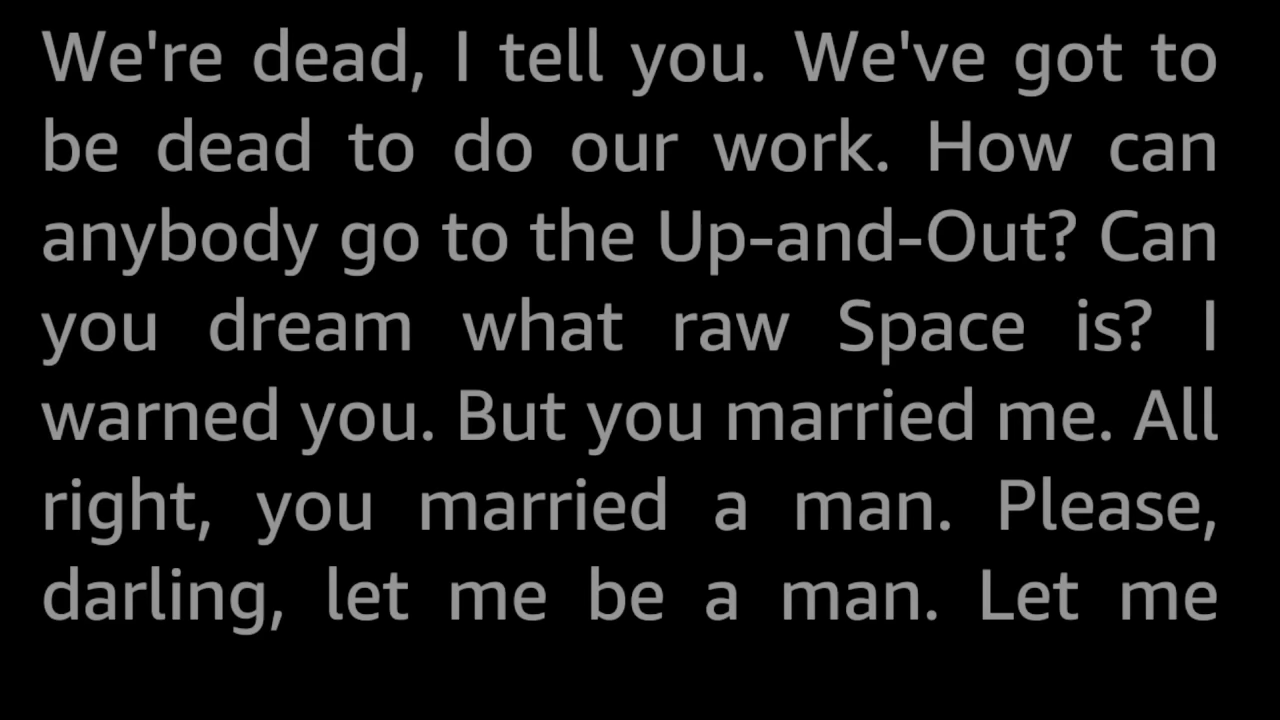 We're dead, I tell you. We've got to
be dead to do our work. How can
anybody go to the Up-and-Out? Can
you dream what raw Space is? I
warned you. But you married me. All
right, you married a man. Please,
darling, let me be a man. Let me